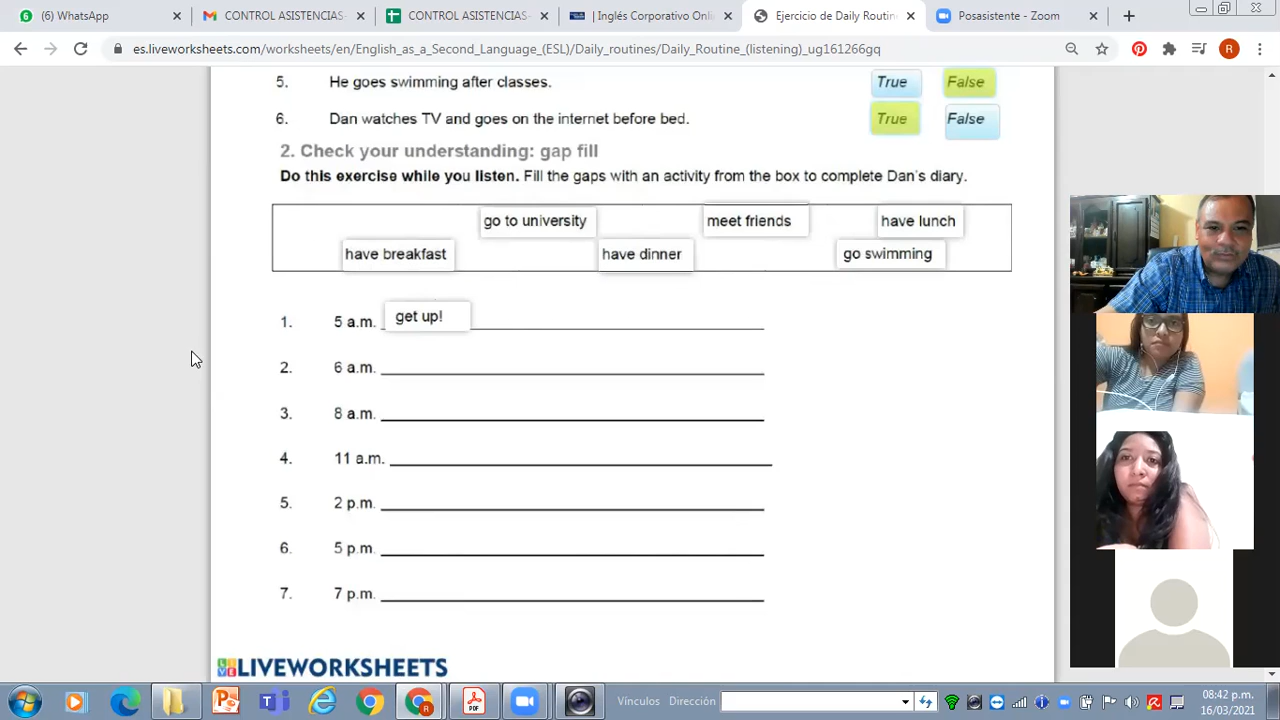 (6) WhatsApp
CONTROL ASISTENCIAS-
CONTROL ASISTENCIAS-
| Inglés Corporativo Onli
Ejercicio de Daily Routin
Posasistente - Zoom
es.liveworksheets.com/worksheets/en/English_as_a_Second_Language_(ESL)/Daily_routines/Daily_Routine_(listening)_ug161266gq
R
5. He goes swimming after classes. True False
6. Dan watches TV and goes on the internet before bed. True False
2. Check your understanding: gap fill
Do this exercise while you listen. Fill the gaps with an activity from the box to complete Dan's diary.
go to university meet friends have lunch
have breakfast have dinner go swimming
1. 5 a.m. get up!
2. 6 a.m.
3. 8 a.m.
4. 11 a.m.
5. 2 p.m.
6. 5 p.m.
7. 7 p.m.
LIVEWORKSHEETS
Vínculos Dirección
08:42 p.m.
16/03/2021